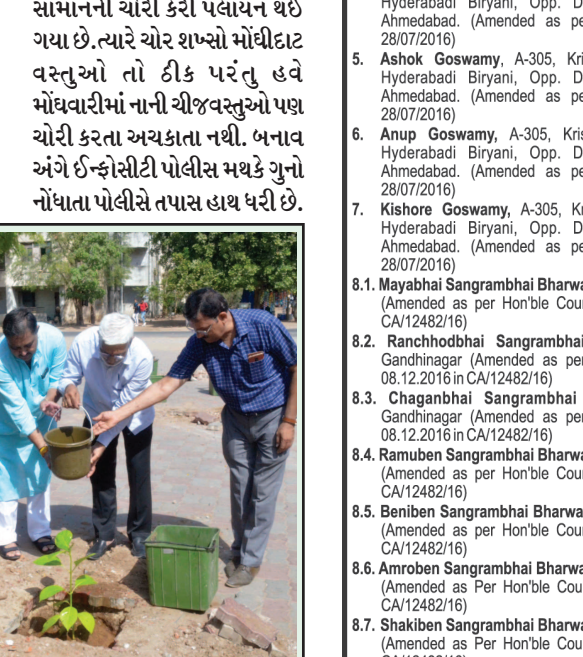 સામાનની ચોરી કરી પલાયન થઈ
ગયા છે.ત્યારે ચોર શખ્સો મોંઘીદાટ
વસ્તુઓ તો ઠીક પરંતુ હવે
મોંઘવારીમાં નાની ચીજવસ્તુઓ પણ
ચોરી કરતા અચકાતા નથી. બનાવ
અંગે ઈન્ફોસીટી પોલીસ મથકે ગુનો
નોંધાતા પોલીસે તપાસ હાથ ધરી છે.
Hyderabadi Biryani, Opp. D
Ahmedabad. (Amended as pe
28/07/2016)
5. Ashok Goswamy, A-305, Kri
Hyderabadi Biryani, Opp. D
Ahmedabad. (Amended as pe
28/07/2016)
6. Anup Goswamy, A-305, Kris
Hyderabadi Biryani, Opp. D
Ahmedabad. (Amended as pe
28/07/2016)
7. Kishore Goswamy, A-305, Kr
Hyderabadi Biryani, Opp. D
Ahmedabad. (Amended as pe
28/07/2016)
8.1. Mayabhai Sangrambhai Bharwa
(Amended as per Hon'ble Cour
CA/12482/16)
8.2. Ranchhodbhai Sangrambhai
Gandhinagar (Amended as per
08.12.2016 in CA/12482/16)
8.3. Chaganbhai Sangrambhai
Gandhinagar (Amended as per
08.12.2016 in CA/12482/16)
8.4. Ramuben Sangrambhai Bharwa
(Amended as per Hon'ble Cour
CA/12482/16)
8.5. Beniben Sangrambhai Bharwa
(Amended as per Hon'ble Cour
CA/12482/16)
8.6. Amroben Sangrambhai Bharwa
(Amended as Per Hon'ble Cou
CA/12482/16)
8.7. Shakiben Sangrambhai Bharwa
(Amended as Per Hon'ble Cou